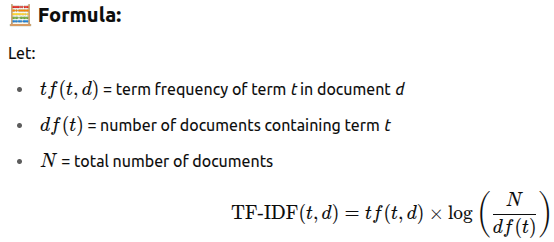 🧮 Formula:
Let:
• tf(t, d) = term frequency of term t in document d
• df(t) = number of documents containing term t
• N = total number of documents
TF-IDF(t, d) = tf(t, d) × log(N/df(t))